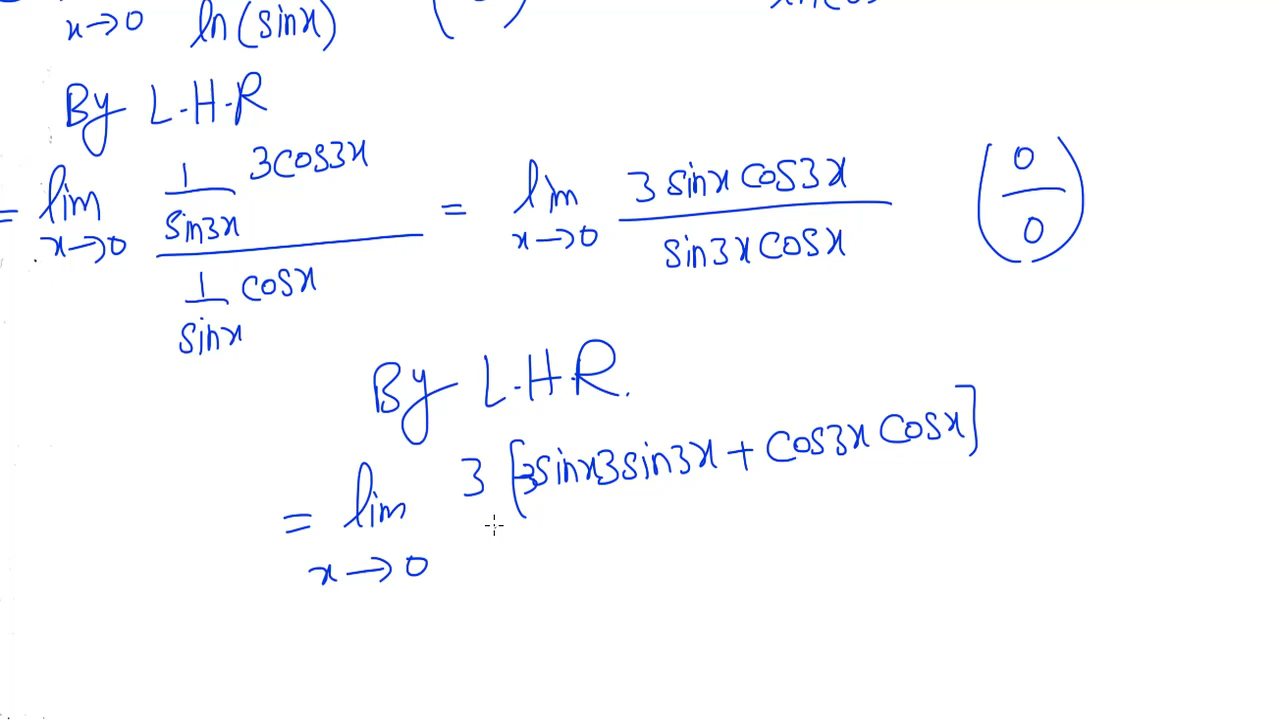 x→0 ln(sinx) (
By L-H-R
= lim x→0 (1/sin3x 3cos3x)/(1/sinx cosx) = lim x→0 (3 sinx cos3x)/(sin3x cosx) (0/0)
By L-H-R.
= lim x→0 3 [-3sinx3sin3x + cos3x cosx]